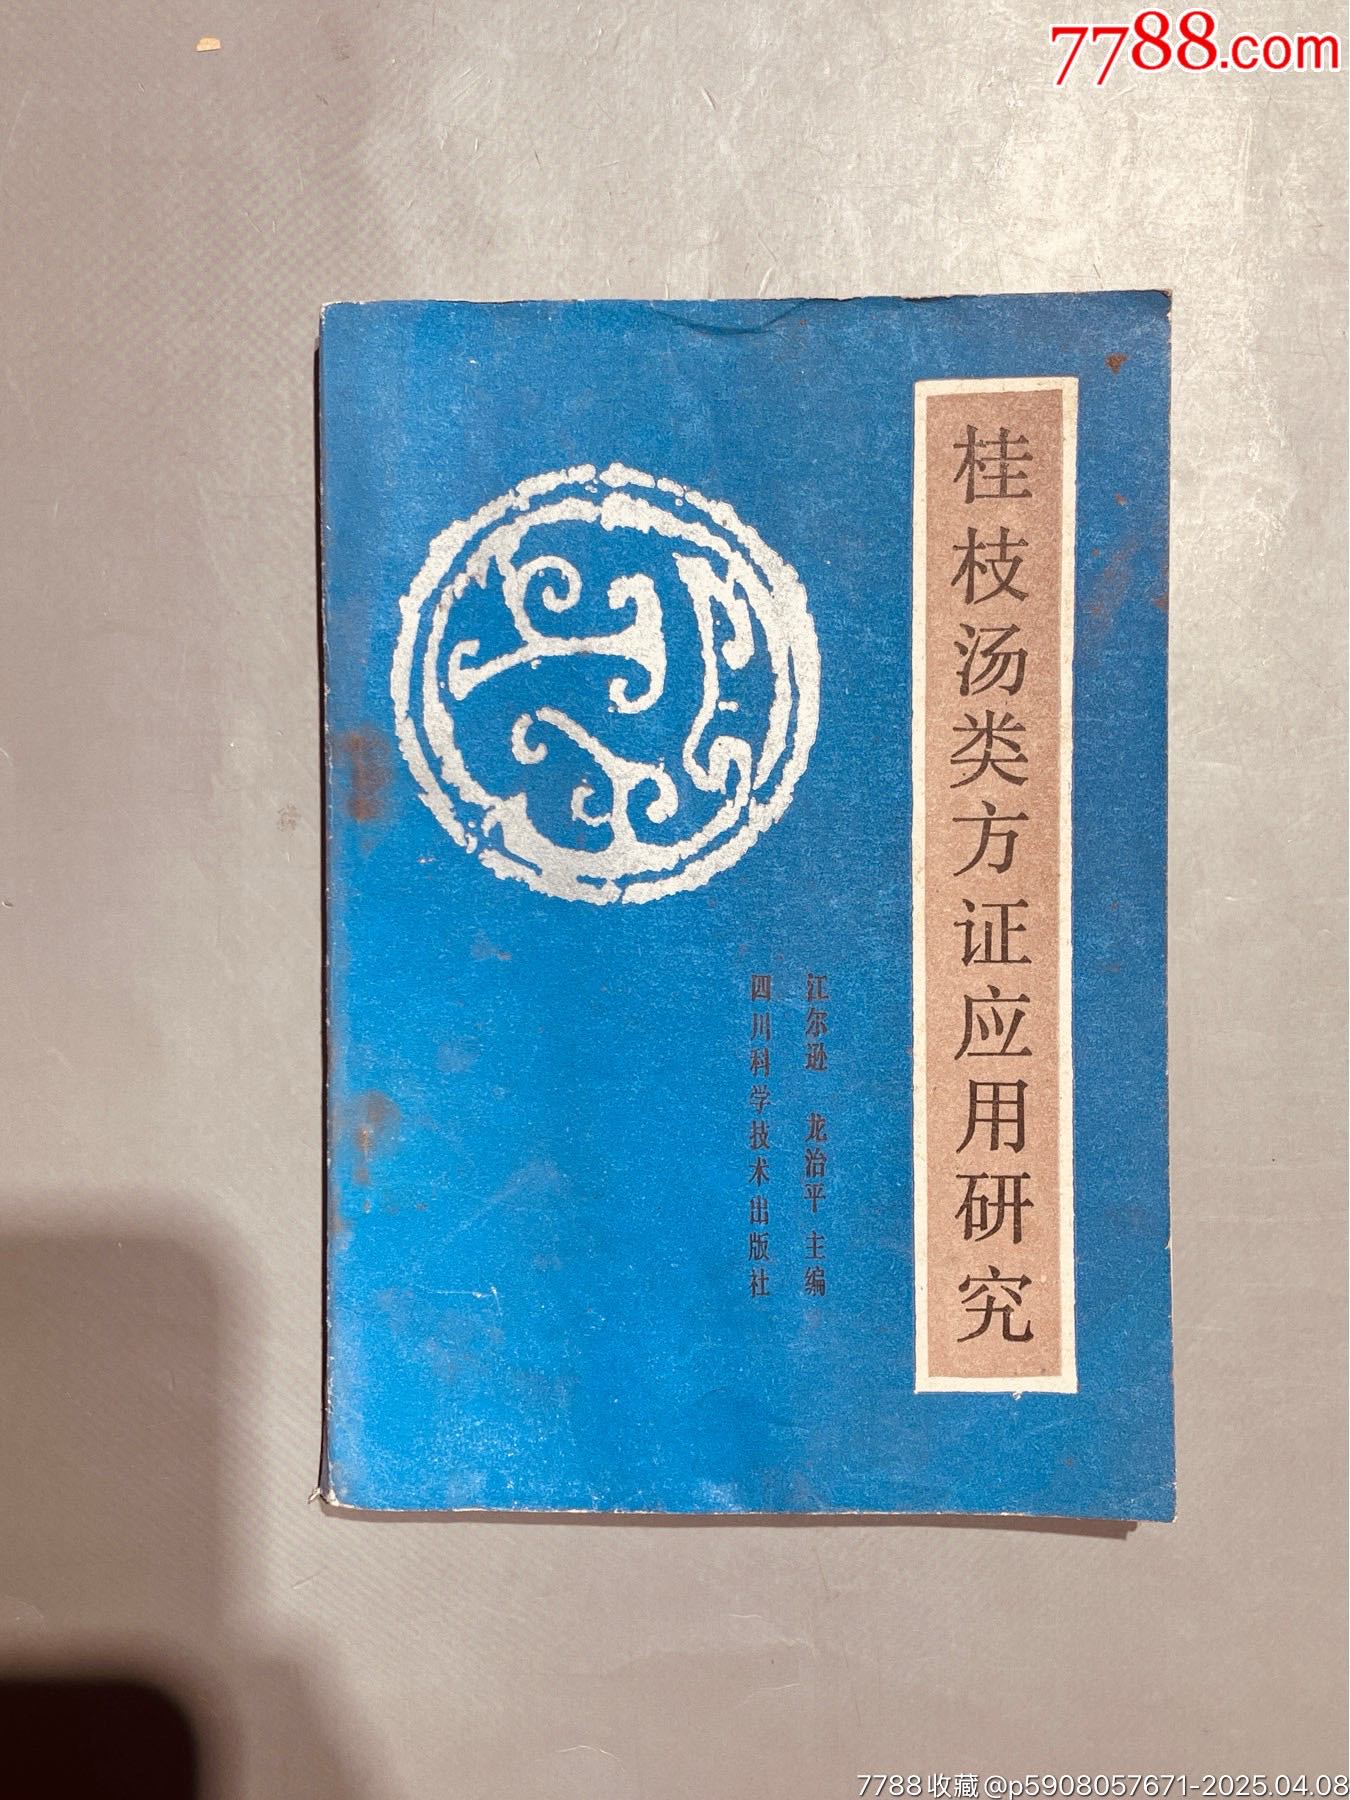 7788.com
桂枝汤类方证应用研究
江尔逊 龙治平 主编
四川科学技术出版社
7788收藏@p5908057671-2025.04.08